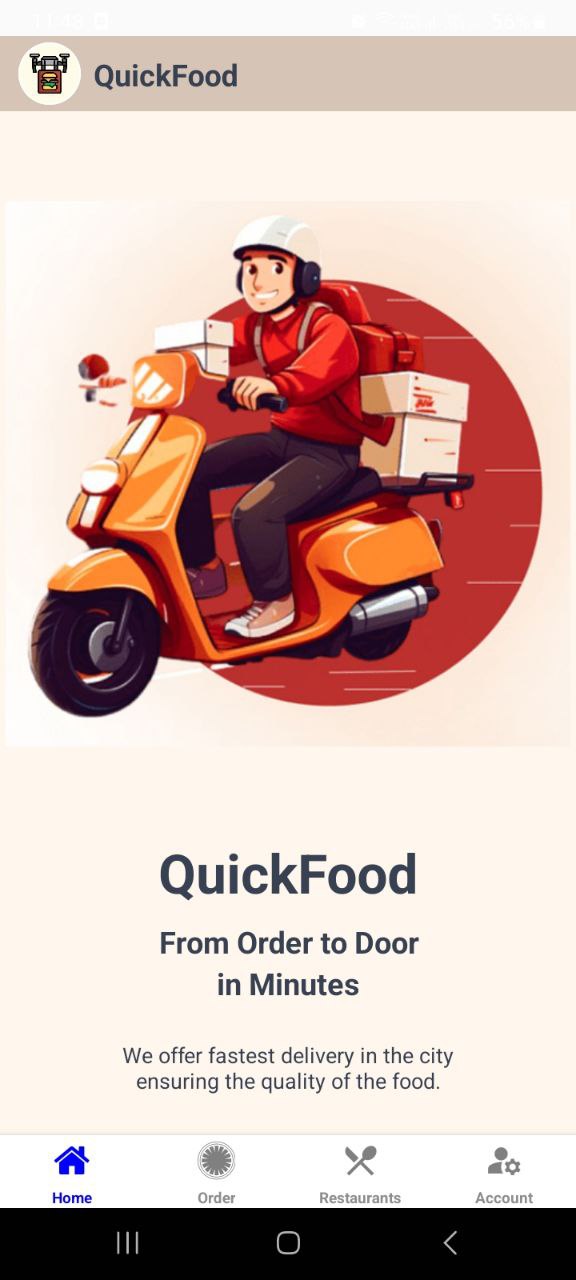 11:48
56%
QuickFood
QuickFood
From Order to Door
in Minutes
We offer fastest delivery in the city
ensuring the quality of the food.
Home
Order
Restaurants
Account